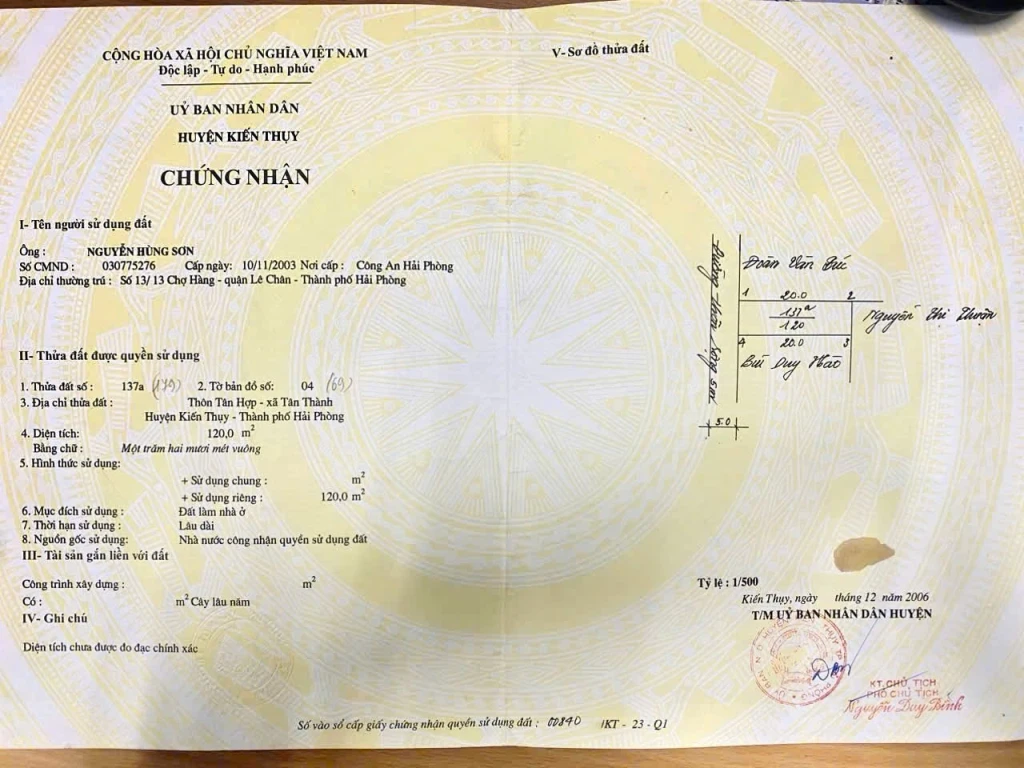 CỘNG HÒA XÃ HỘI CHỦ NGHĨA VIỆT NAM
Độc lập - Tự do - Hạnh phúc
UỶ BAN NHÂN DÂN
HUYỆN KIẾN THỤY
CHỨNG NHẬN
I- Tên người sử dụng đất
Ông : NGUYỄN HÙNG SƠN
Số CMND : 030775276 Cấp ngày: 10/11/2003 Nơi cấp : Công An Hải Phòng
Địa chỉ thường trú : Số 13/ 13 Chợ Hàng - quận Lê Chân - Thành phố Hải Phòng
II- Thửa đất được quyền sử dụng
1. Thửa đất số : 137a (179) 2. Tờ bản đồ số: 04 (69)
3. Địa chỉ thửa đất : Thôn Tân Hợp - xã Tân Thành
Huyện Kiến Thụy - Thành phố Hải Phòng
4. Diện tích: 120,0 m2
Bằng chữ : Một trăm hai mươi mét vuông
5. Hình thức sử dụng:
+ Sử dụng chung : m2
+ Sử dụng riêng : 120,0 m2
6. Mục đích sử dụng : Đất làm nhà ở
7. Thời hạn sử dụng : Lâu dài
8. Nguồn gốc sử dụng: Nhà nước công nhận quyền sử dụng đất
III- Tài sản gắn liền với đất
Công trình xây dựng : m2
Có : m2 Cây lâu năm
IV- Ghi chú
Diện tích chưa được đo đạc chính xác
V- Sơ đồ thửa đất
Đoàn Văn Đức
1 20.0 2
137a
120
Nguyễn Thị Thuận
4 20.0 3
Bùi Duy Hào
Đường
5.0
Tỷ lệ : 1/500
Kiến Thụy, ngày tháng 12 năm 2006
T/M UỶ BAN NHÂN DÂN HUYỆN
KT.CHỦ TỊCH
PHÓ CHỦ TỊCH
Nguyễn Duy Bính
Số vào sổ cấp giấy chứng nhận quyền sử dụng đất : 00840 /KT - 23 - Q1